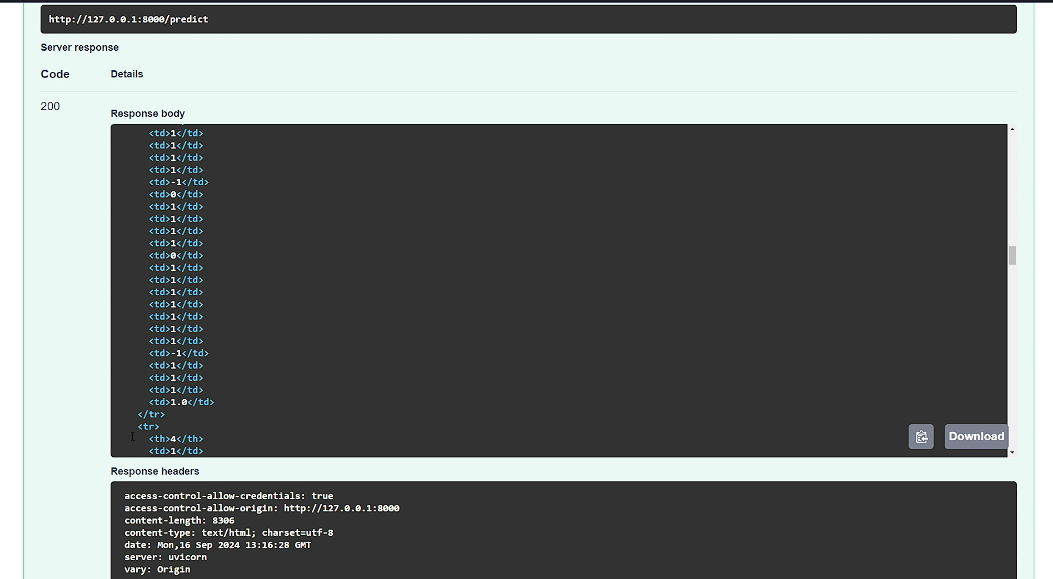 http://127.0.0.1:8000/predict
Server response
Code Details
200
Response body
<td>1</td>
<td>1</td>
<td>1</td>
<td>1</td>
<td>-1</td>
<td>0</td>
<td>1</td>
<td>1</td>
<td>1</td>
<td>1</td>
<td>0</td>
<td>1</td>
<td>1</td>
<td>1</td>
<td>1</td>
<td>1</td>
<td>1</td>
<td>1</td>
<td>-1</td>
<td>1</td>
<td>1</td>
<td>1</td>
<td>1.0</td>
</tr>
<tr>
<th>4</th>
<td>1</td>
Download
Response headers
access-control-allow-credentials: true
access-control-allow-origin: http://127.0.0.1:8000
content-length: 8306
content-type: text/html; charset=utf-8
date: Mon,16 Sep 2024 13:16:28 GMT
server: uvicorn
vary: Origin